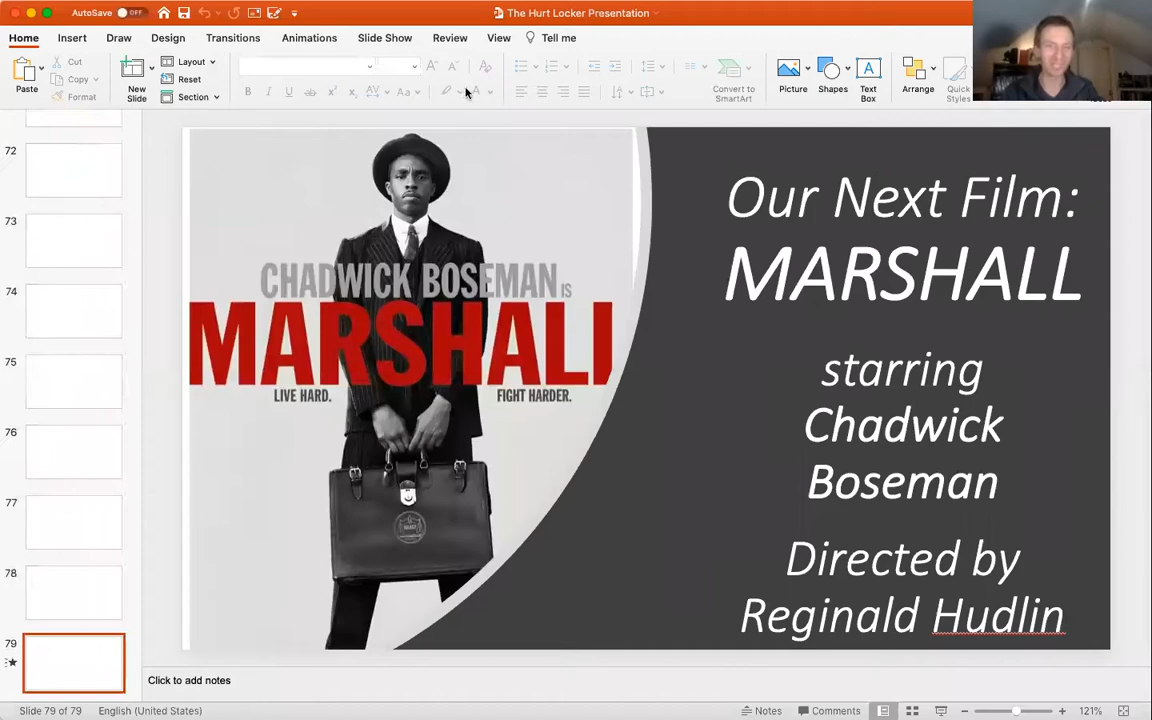 AutoSave OFF
The Hurt Locker Presentation
Home Insert Draw Design Transitions Animations Slide Show Review View Tell me
Paste
Cut
Copy
Format
New
Slide
Layout
Reset
Section
Convert to
SmartArt
Picture
Shapes
Text
Box
Arrange
Quick
Styles
72
73
74
75
76
77
78
79
CHADWICK BOSEMAN IS
MARSHALL
LIVE HARD. FIGHT HARDER.
Our Next Film:
MARSHALL
starring
Chadwick
Boseman
Directed by
Reginald Hudlin
Click to add notes
Slide 79 of 79 English (United States) Notes Comments 121%